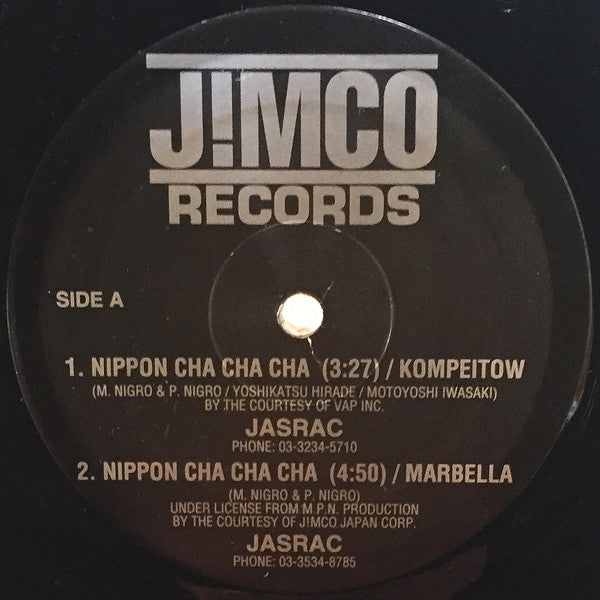 J!MCO
RECORDS
SIDE A
1. NIPPON CHA CHA CHA (3:27) / KOMPEITOW
(M. NIGRO & P. NIGRO / YOSHIKATSU HIRADE / MOTOYOSHI IWASAKI)
BY THE COURTESY OF VAP INC.
JASRAC
PHONE: 03-3234-5710
2. NIPPON CHA CHA CHA (4:50) / MARBELLA
(M. NIGRO & P. NIGRO)
UNDER LICENSE FROM M.P.N. PRODUCTION
BY THE COURTESY OF J!MCO JAPAN CORP.
JASRAC
PHONE: 03-3534-8785